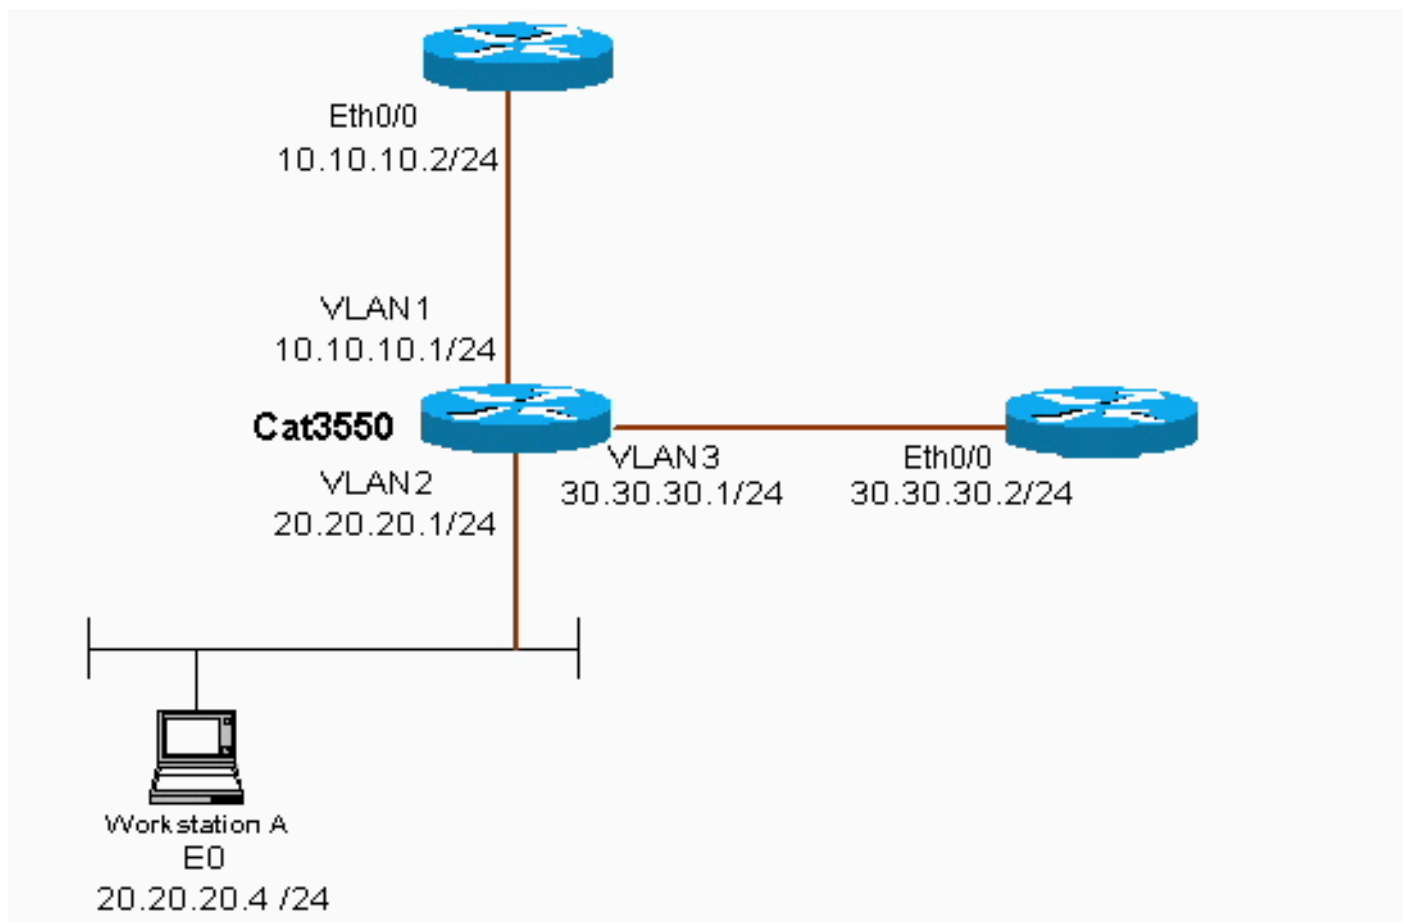 Eth0/0
10.10.10.2/24
VLAN1
10.10.10.1/24
Cat3550
VLAN2
20.20.20.1/24
VLAN3
30.30.30.1/24
Eth0/0
30.30.30.2/24
Workstation A
E0
20.20.20.4 /24